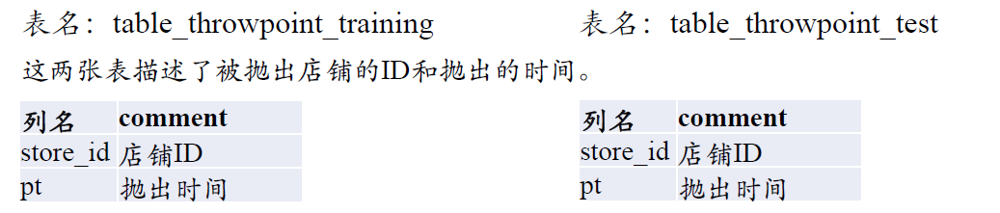 表名：table_throwpoint_training 表名：table_throwpoint_test
这两张表描述了被抛出店铺的ID和抛出的时间。
列名 comment 列名 comment
store_id 店铺ID store_id 店铺ID
pt 抛出时间 pt 抛出时间